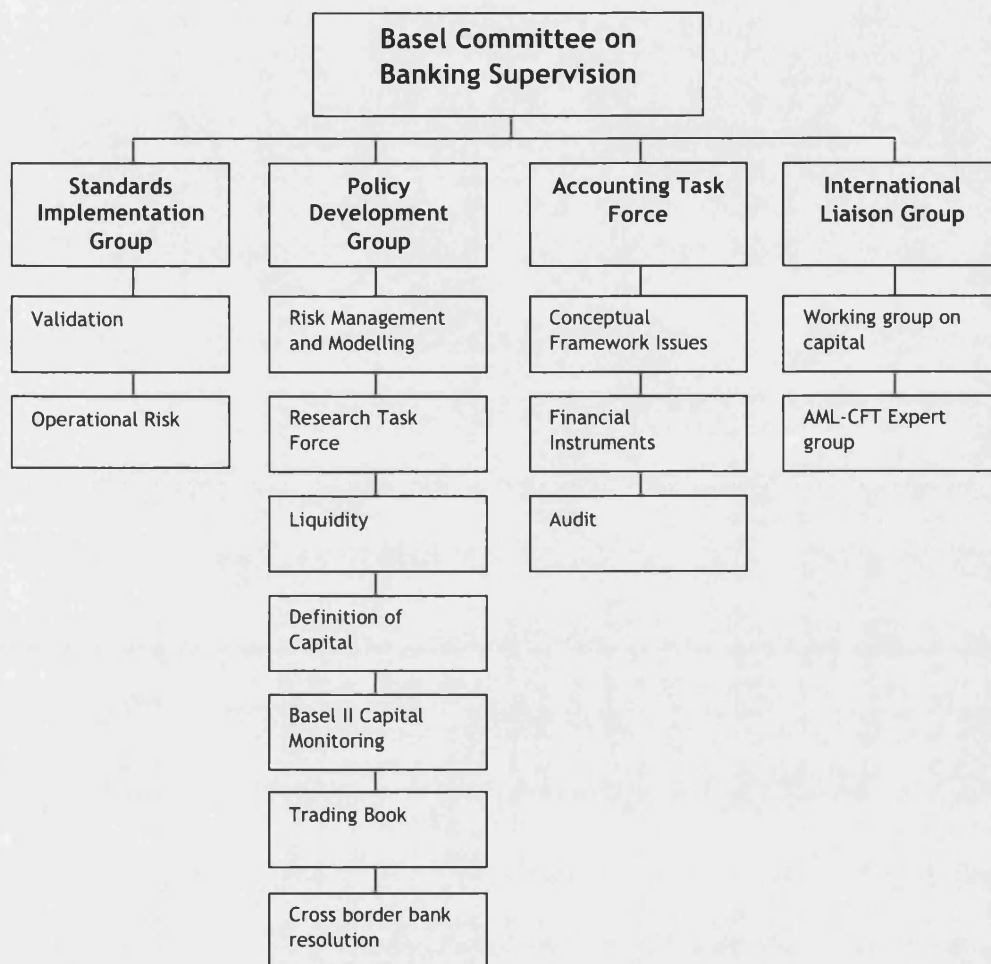 Basel Committee on
Banking Supervision
Standards
Implementation
Group
Policy
Development
Group
Accounting Task
Force
International
Liaison Group
Validation
Operational Risk
Risk Management
and Modelling
Research Task
Force
Liquidity
Definition of
Capital
Basel II Capital
Monitoring
Trading Book
Cross border bank
resolution
Conceptual
Framework Issues
Financial
Instruments
Audit
Working group on
capital
AML-CFT Expert
group